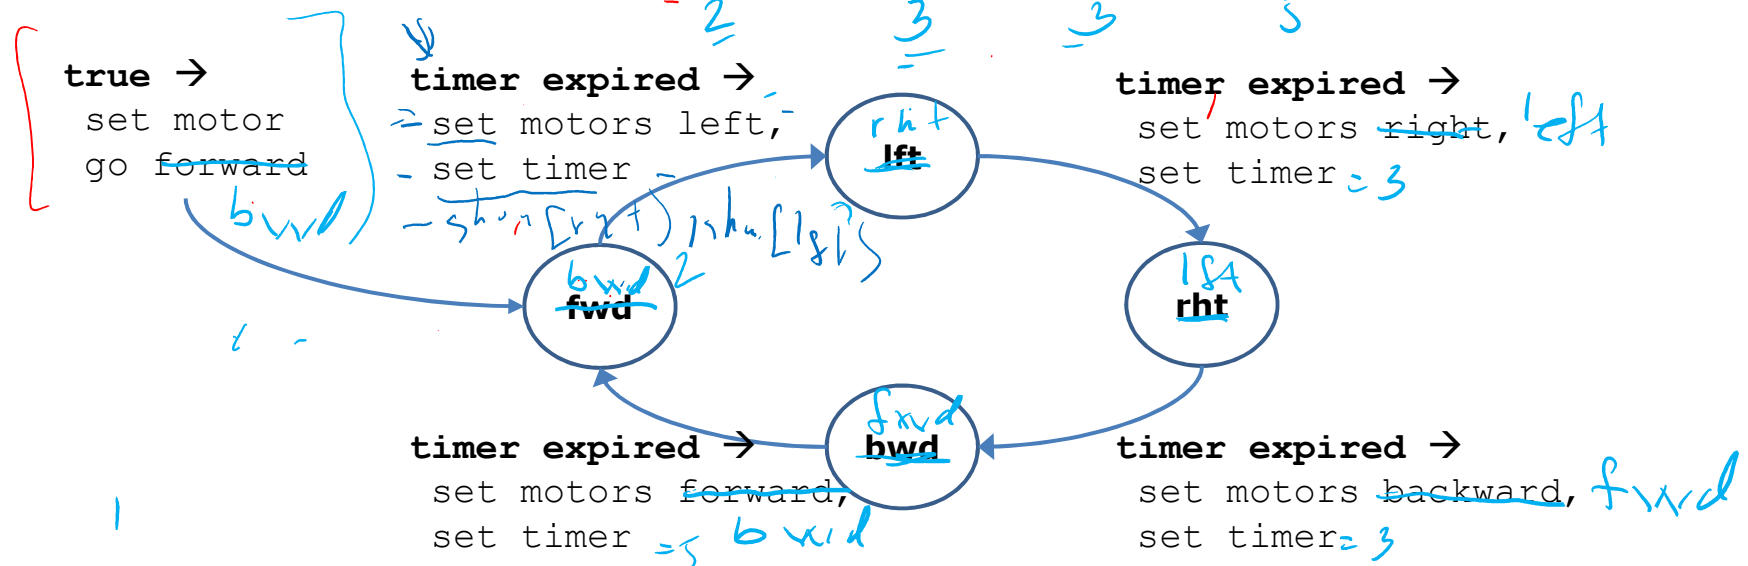 2 3 3 5
true →
set motor
go forward
bwd
timer expired →
set motors left,
set timer
timer expired →
set motors right, left
set timer = 3
rht
lft
bwd 2
fwd
lft
rht
fwd
bwd
timer expired →
set motors forward,
set timer =5 bwd
timer expired →
set motors backward, fwd
set timer = 3